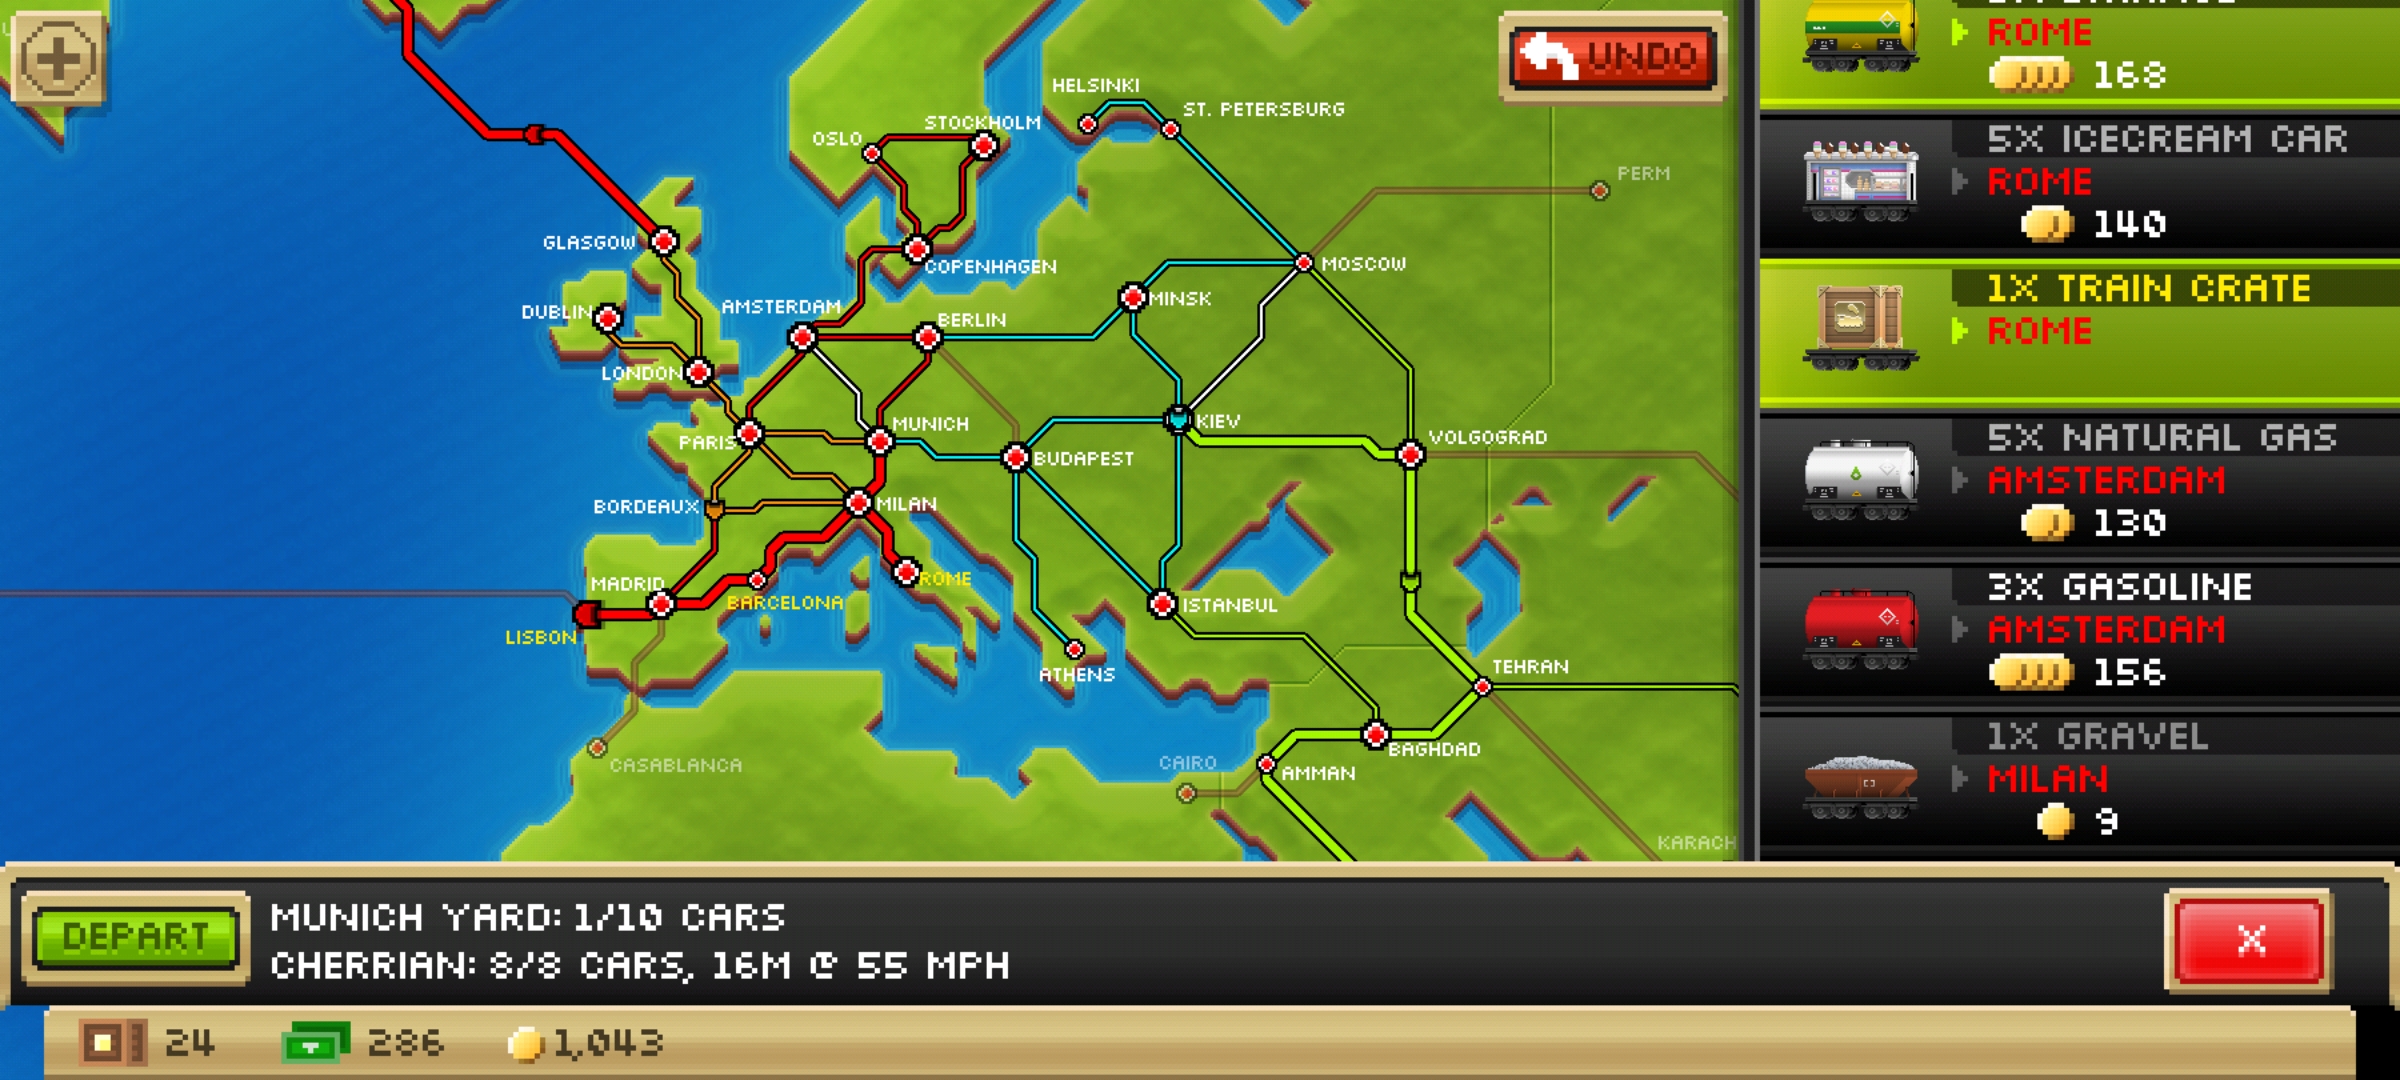 UNDO
HELSINKI
ST. PETERSBURG
STOCKHOLM
OSLO
PERM
GLASGOW
COPENHAGEN
MOSCOW
DUBLIN
AMSTERDAM
BERLIN
MINSK
LONDON
PARIS
MUNICH
KIEV
BUDAPEST
VOLGOGRAD
BORDEAUX
MILAN
MADRID
ROME
BARCELONA
ISTANBUL
LISBON
ATHENS
TEHRAN
CASABLANCA
CAIRO
AMMAN
BAGHDAD
KARACH
ROME
168
5X ICECREAM CAR
ROME
140
1X TRAIN CRATE
ROME
5X NATURAL GAS
AMSTERDAM
130
3X GASOLINE
AMSTERDAM
156
1X GRAVEL
MILAN
9
DEPART
MUNICH YARD: 1/10 CARS
CHERRIAN: 8/8 CARS, 16M @ 55 MPH
X
24
286
1,043